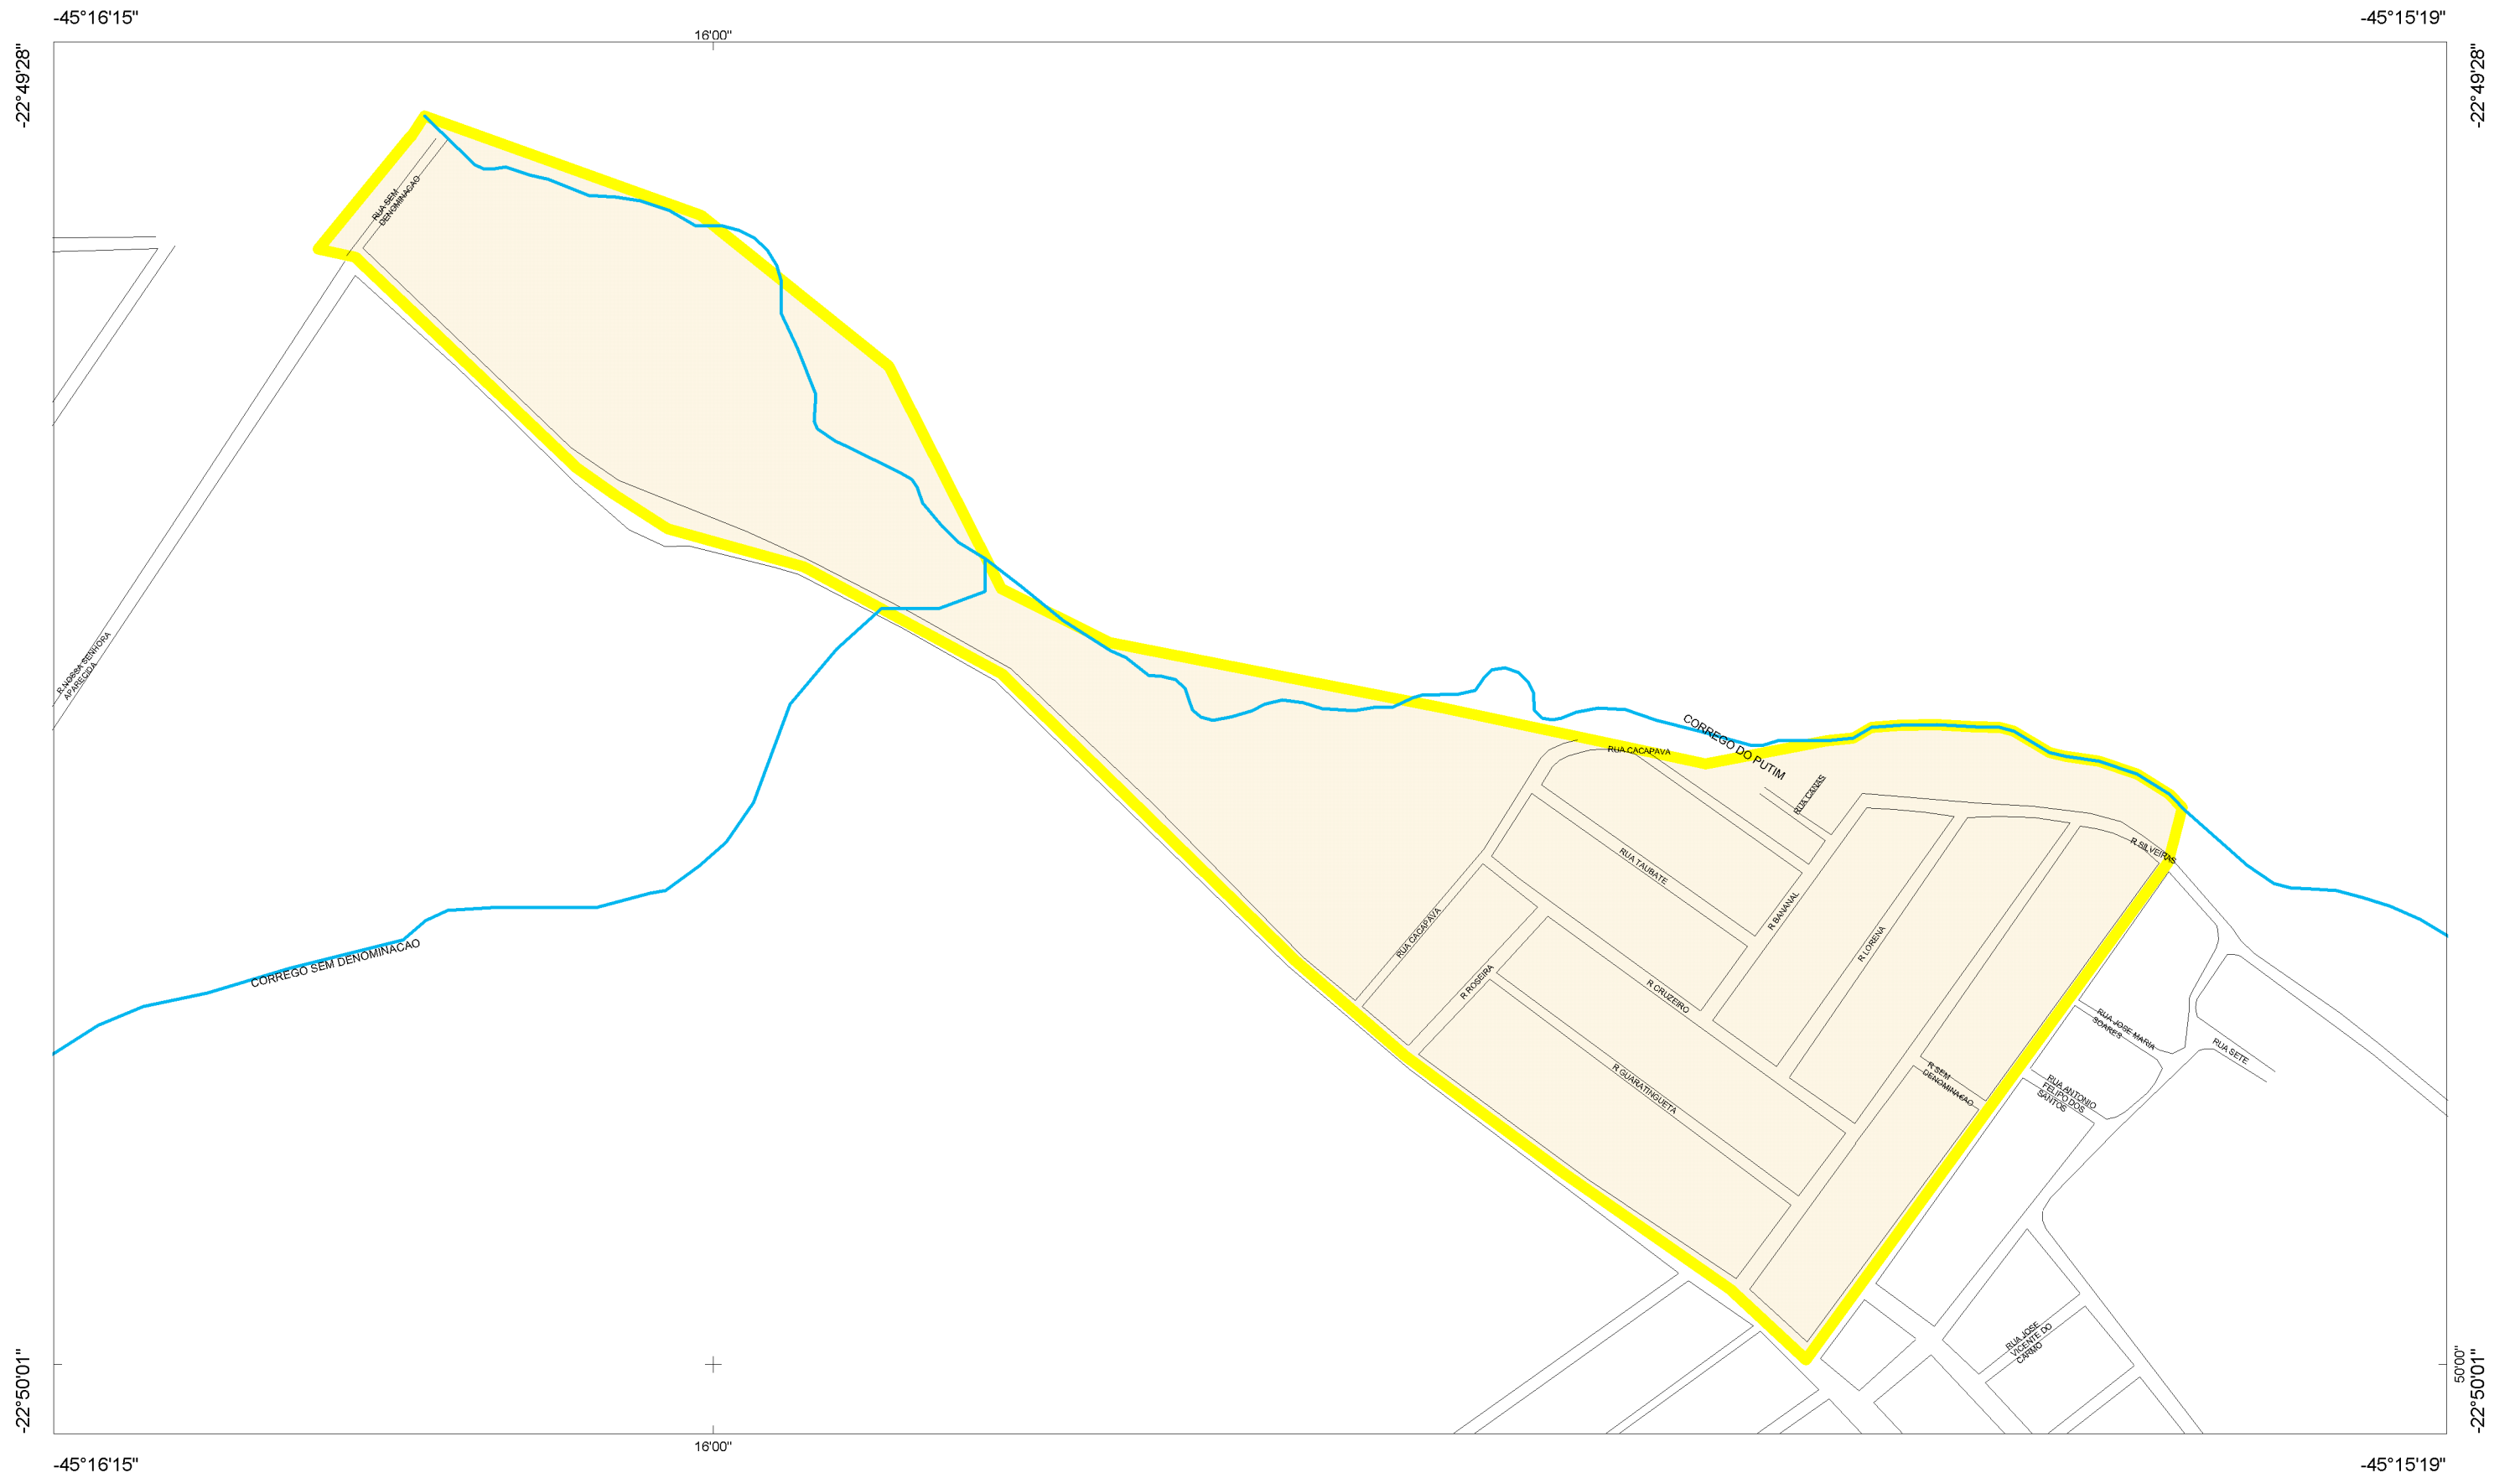 -45°16'15"
-45°15'19"
16'00"
-22°49'28"
-22°49'28"
RUA SEM
DENOMINACAO
R NOSSA SENHORA
APARECIDA
CORREGO DO PUTIM
RUA CACAPAVA
RUA CANAS
RUA TAUBATE
R SILVEIRAS
R BANANAL
RUA CACAPAVA
R LORENA
CORREGO SEM DENOMINACAO
R ROSEIRA
R CRUZEIRO
RUA JOSE MARIA
SOARES
RUA SETE
R GUARATINGUETA
R SEM
DENOMINACAO
RUA ANTONIO
FELIPO DOS
SANTOS
RUA JOSE
VICENTE DO
CARMO
50'00"
-22°50'01"
-22°50'01"
16'00"
-45°16'15"
-45°15'19"